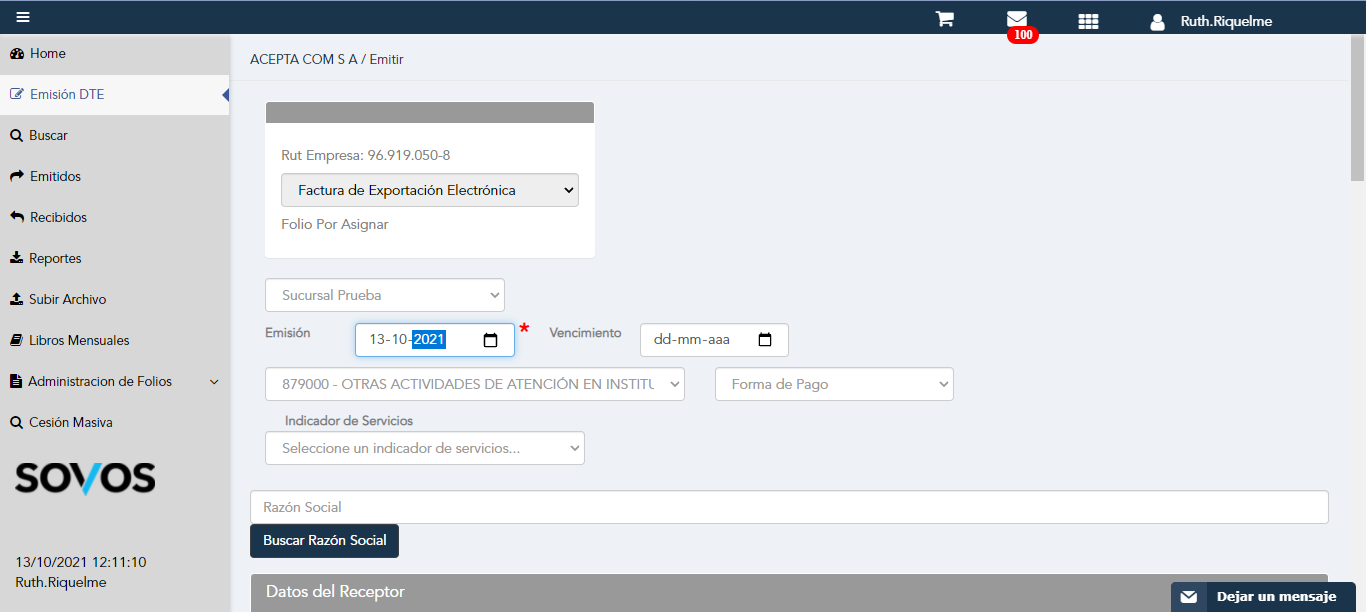 100
Ruth.Riquelme
Home
Emisión DTE
Buscar
Emitidos
Recibidos
Reportes
Subir Archivo
Libros Mensuales
Administracion de Folios
Cesión Masiva
SOVOS
13/10/2021 12:11:10
Ruth.Riquelme
ACEPTA COM S A / Emitir
Rut Empresa: 96.919.050-8
Factura de Exportación Electrónica
Folio Por Asignar
Sucursal Prueba
Emisión 13-10-2021 * Vencimiento dd-mm-aaa
879000 - OTRAS ACTIVIDADES DE ATENCIÓN EN INSTITU Forma de Pago
Indicador de Servicios
Seleccione un indicador de servicios...
Razón Social
Buscar Razón Social
Datos del Receptor
Dejar un mensaje